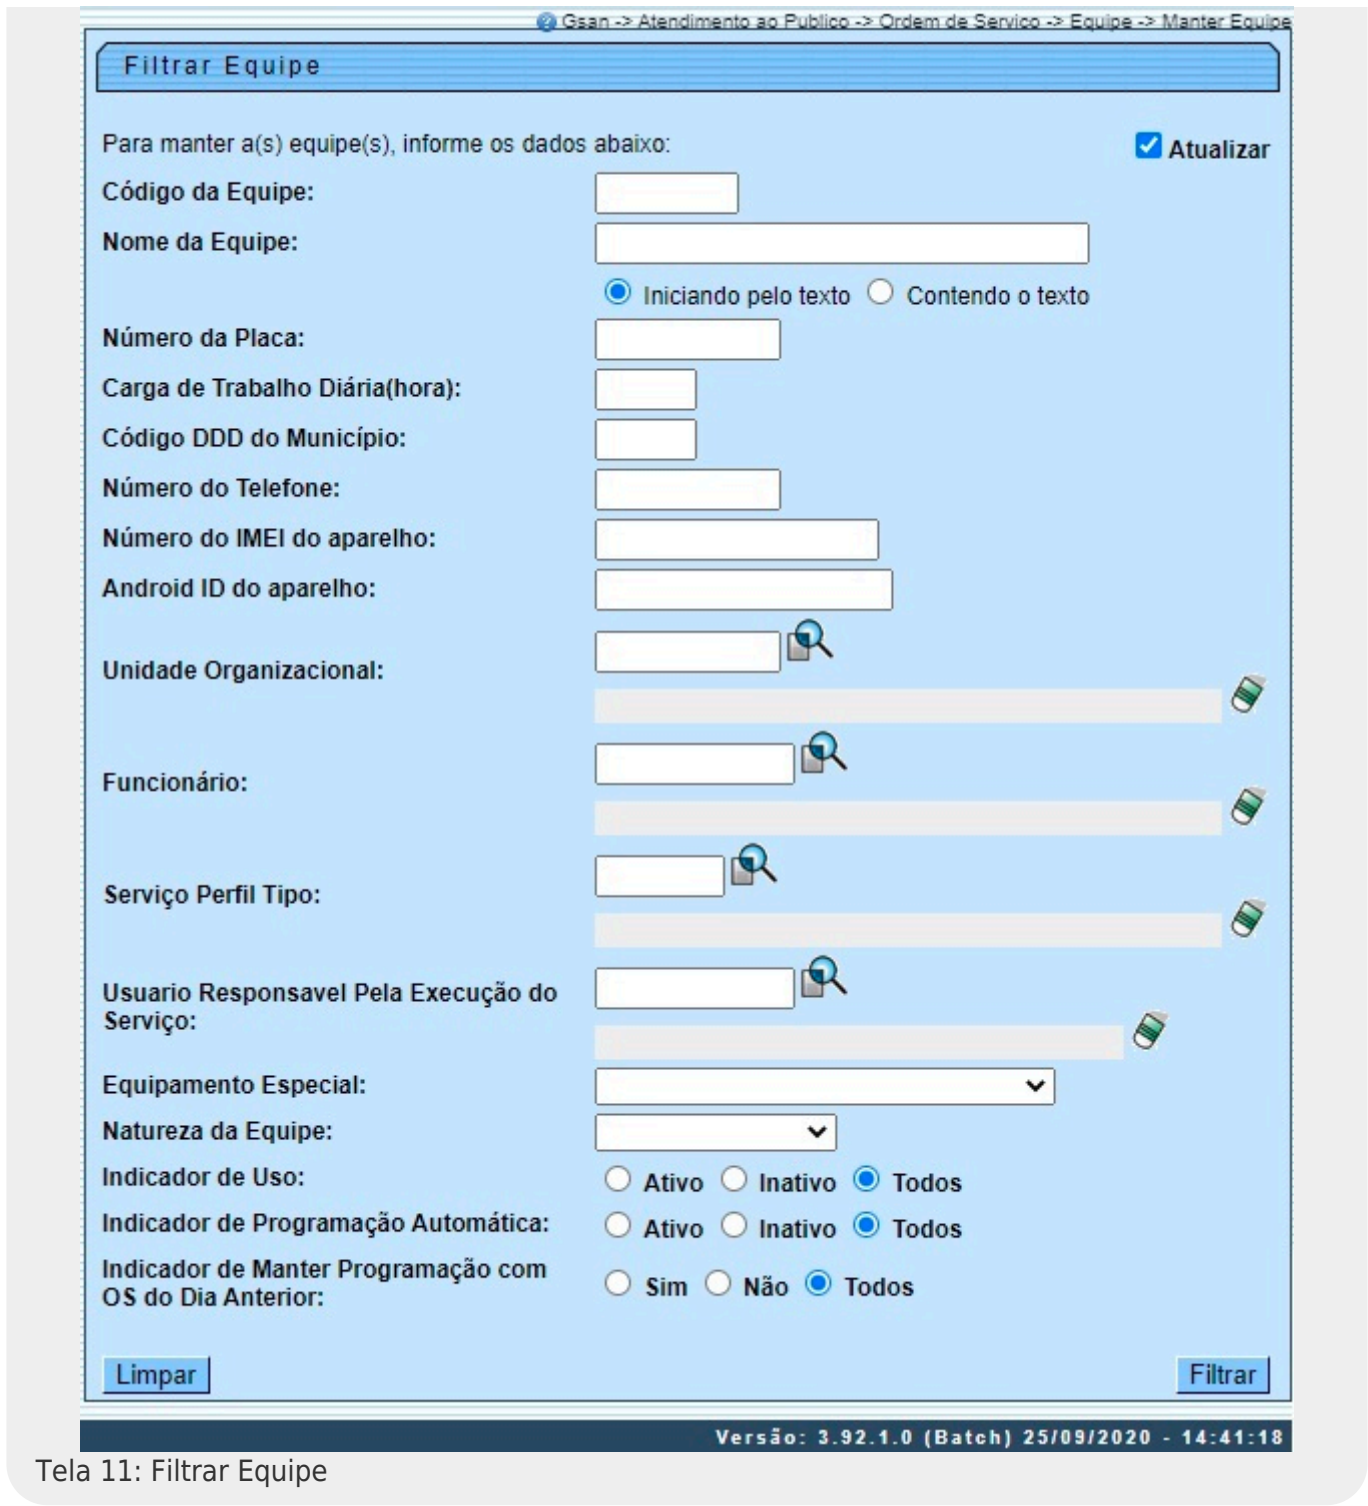 Gsan -> Atendimento ao Publico -> Ordem de Servico -> Equipe -> Manter Equipe
Filtrar Equipe
Para manter a(s) equipe(s), informe os dados abaixo:
Atualizar
Código da Equipe:
Nome da Equipe:
Iniciando pelo texto Contendo o texto
Número da Placa:
Carga de Trabalho Diária(hora):
Código DDD do Município:
Número do Telefone:
Número do IMEI do aparelho:
Android ID do aparelho:
Unidade Organizacional:
Funcionário:
Serviço Perfil Tipo:
Usuario Responsavel Pela Execução do
Serviço:
Equipamento Especial:
Natureza da Equipe:
Indicador de Uso:
Ativo Inativo Todos
Indicador de Programação Automática:
Ativo Inativo Todos
Indicador de Manter Programação com
OS do Dia Anterior:
Sim Não Todos
Limpar
Filtrar
Versão: 3.92.1.0 (Batch) 25/09/2020 - 14:41:18
Tela 11: Filtrar Equipe